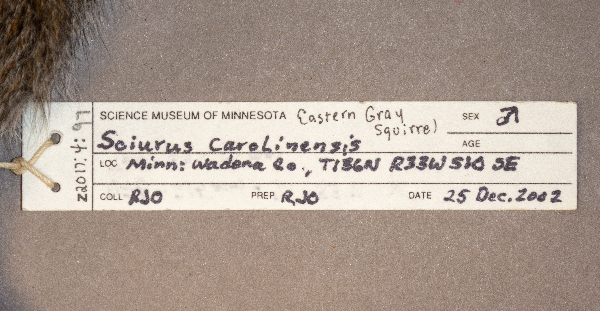 SCIENCE MUSEUM OF MINNESOTA Eastern Gray Squirrel SEX ♂
Sciurus carolinensis AGE
LOC Minn: Wadena Co., T136N R33W S10 SE
COLL RJO PREP RJO DATE 25 Dec. 2002
Z2017:4:97